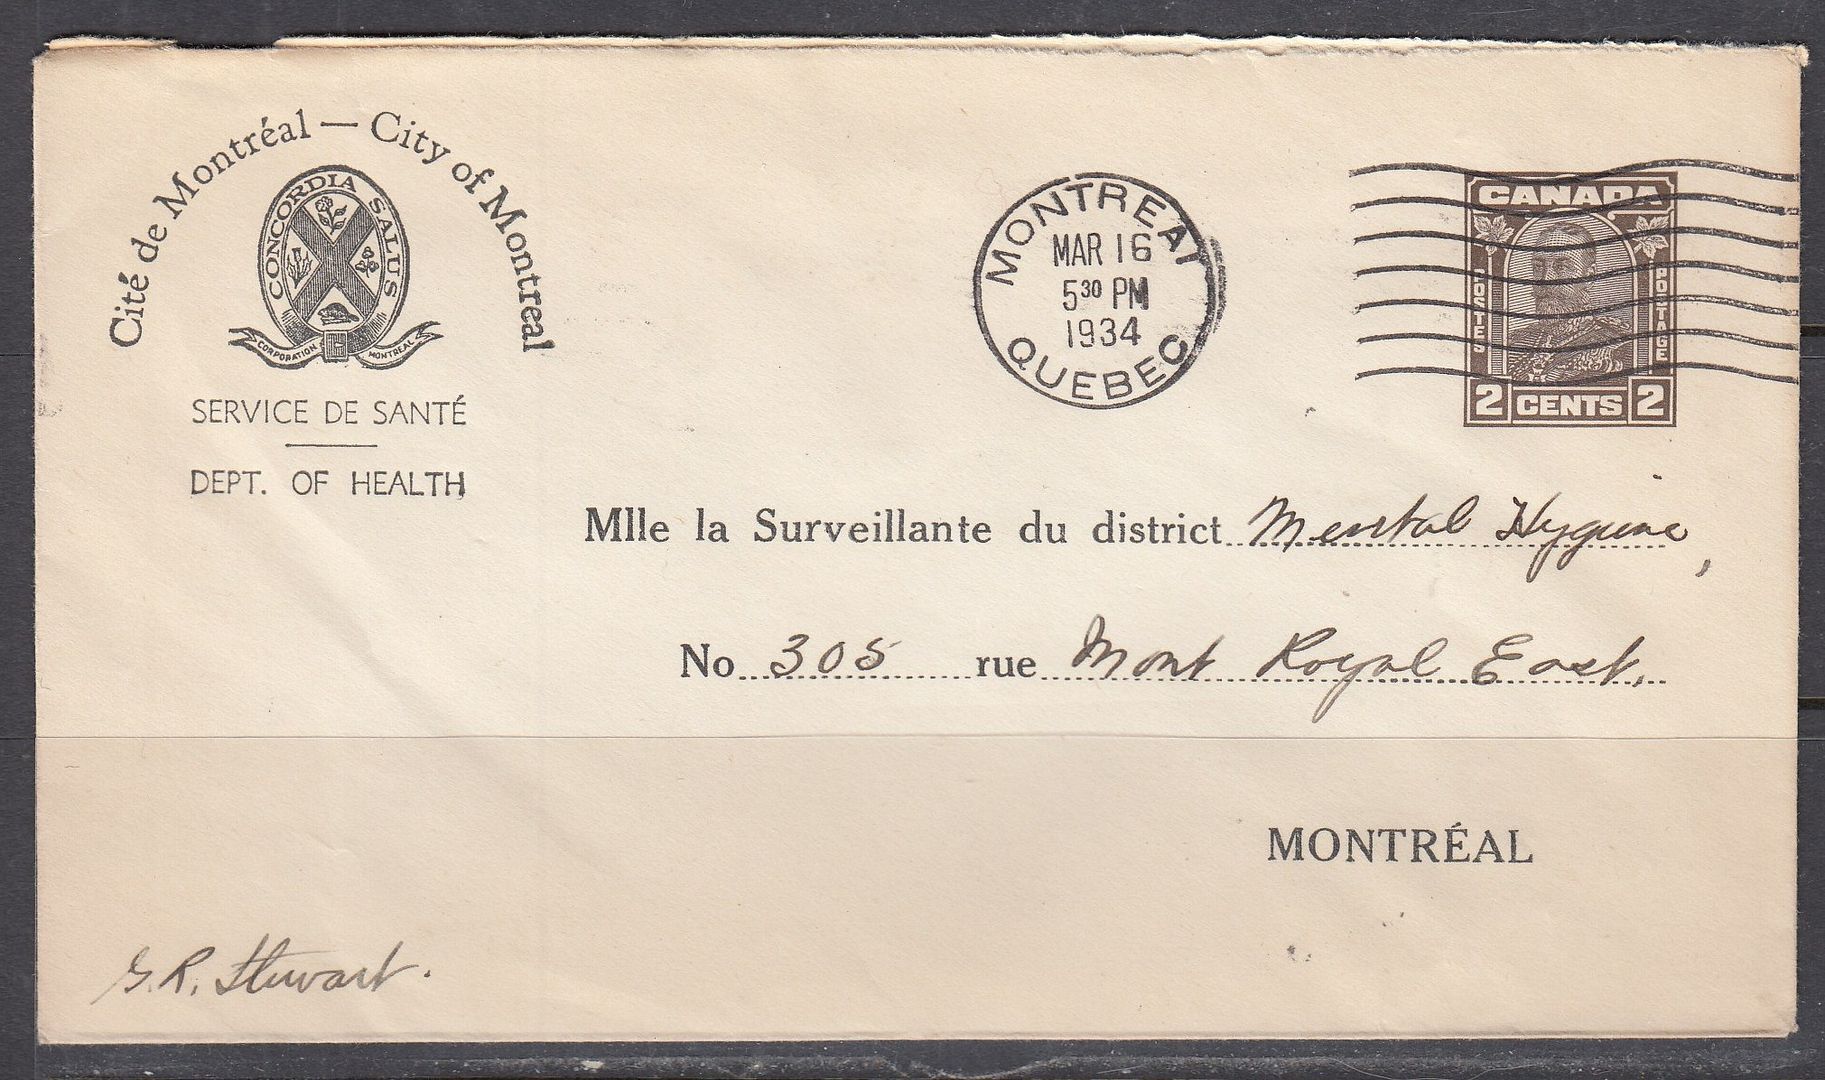 Cité de Montréal — City of Montreal
CONCORDIA SALUS
CORPORATION MONTREAL
SERVICE DE SANTÉ
DEPT. OF HEALTH
MONTREAL
MAR 16
5 30 PM
1934
QUEBEC
CANADA
POSTES POSTAGE
2 CENTS 2
Mlle la Surveillante du district Mental Hygiene,
No 305 rue Mont Royal East.
MONTRÉAL
G. R. Stewart.